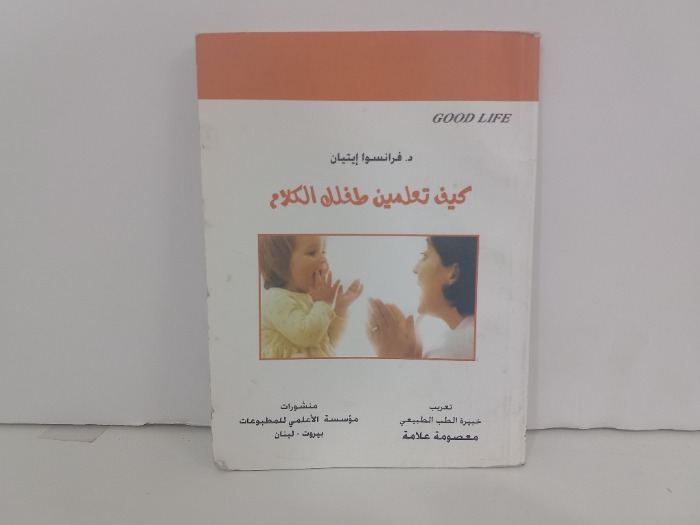 GOOD LIFE
د. فرانسوا إيتيان
كيف تعلمين طفلك الكلام
تعريب
خبيرة الطب الطبيعي
معصومة علامة
منشورات
مؤسسة الأعلمي للمطبوعات
بيروت - لبنان